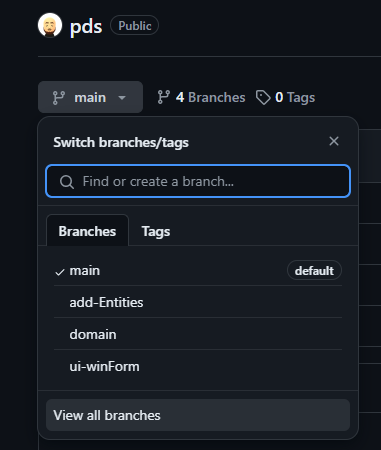 pds Public
main 4 Branches 0 Tags
Switch branches/tags
Find or create a branch...
Branches Tags
main default
add-Entities
domain
ui-winForm
View all branches